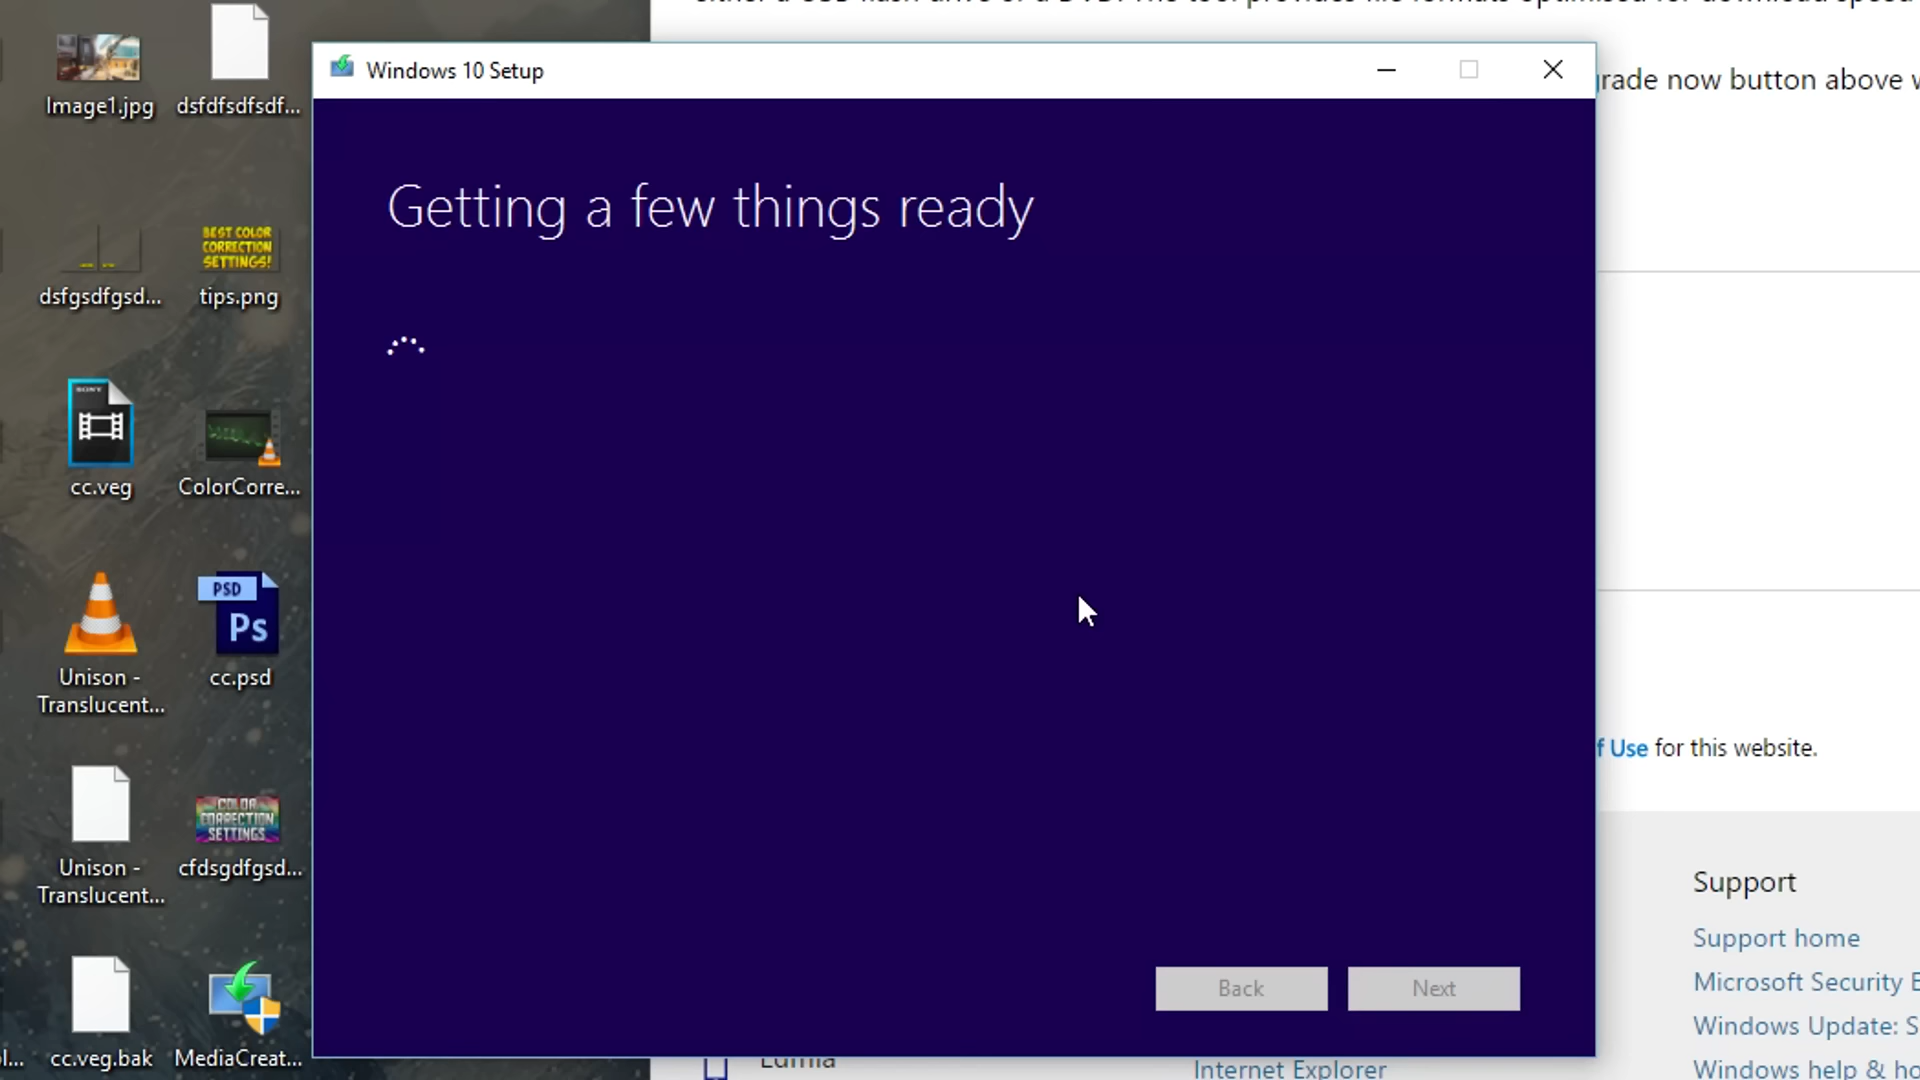 Image1.jpg
dsfdfsdfsdf...
dsfgsdfgsd...
BEST COLOR
CORRECTION
SETTINGS!
tips.png
SONY
cc.veg
ColorCorre...
Unison -
Translucent...
PSD
Ps
cc.psd
Unison -
Translucent...
COLOR
CORRECTION
SETTINGS
cfdsgdfgsd...
cc.veg.bak
MediaCreat...
Windows 10 Setup
Getting a few things ready
Back
Next
grade now button above w
f Use for this website.
Support
Support home
Microsoft Security E
Windows Update: S
Windows help & ho
Lumia
Internet Explorer